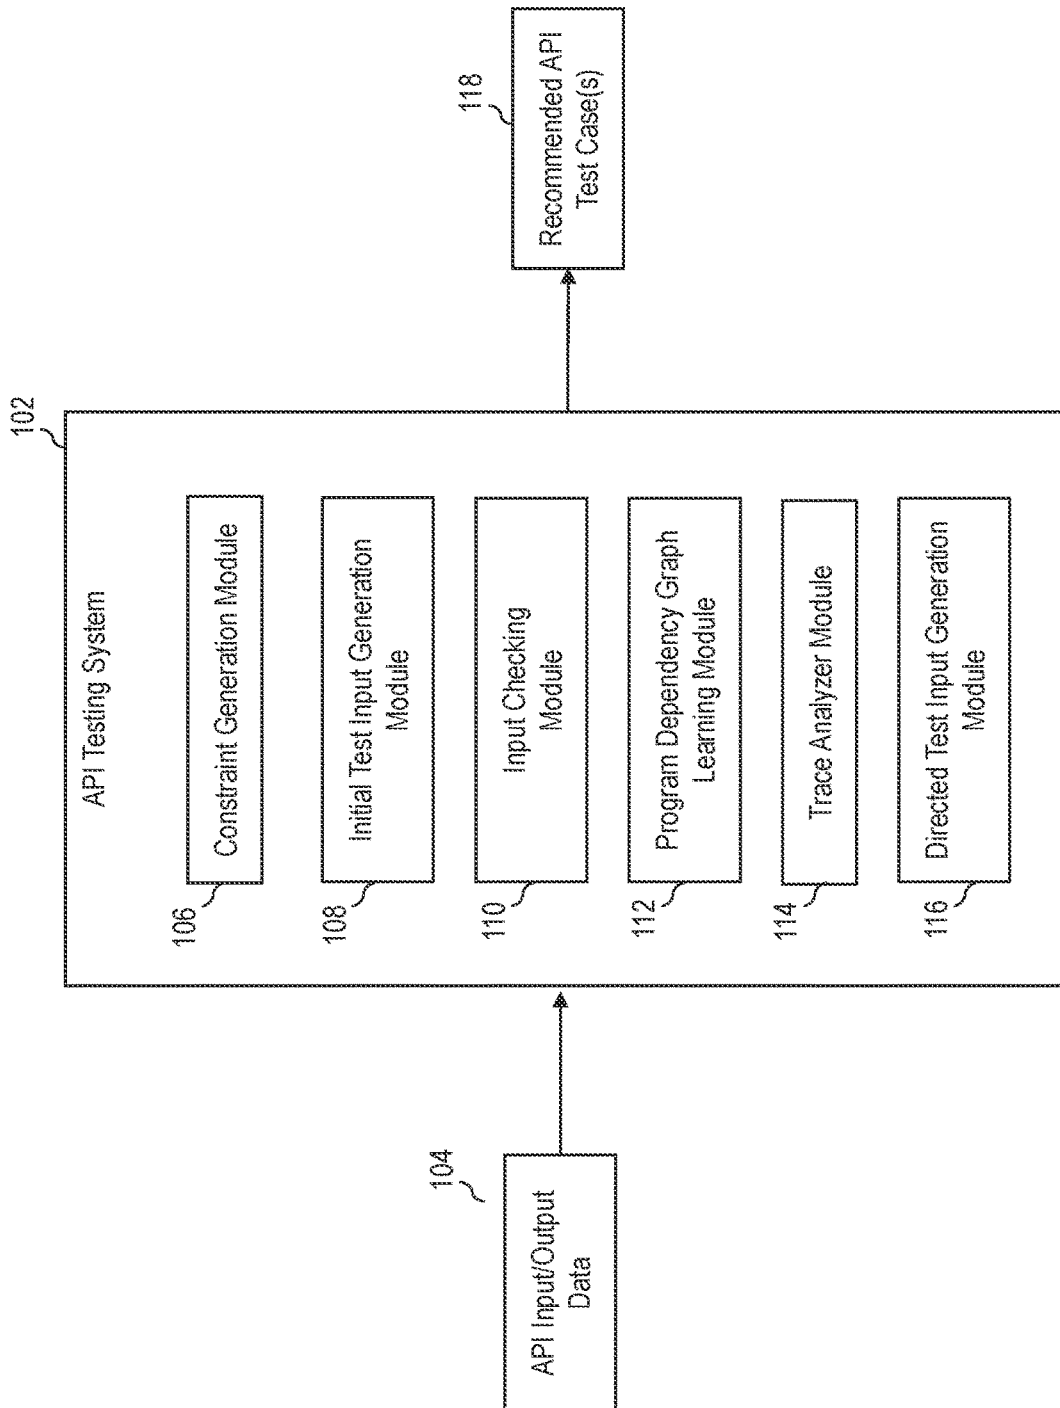 104
API Input/Output
Data
102
API Testing System
106
Constraint Generation Module
108
Initial Test Input Generation
Module
110
Input Checking
Module
112
Program Dependency Graph
Learning Module
114
Trace Analyzer Module
116
Directed Test Input Generation
Module
118
Recommended API
Test Case(s)